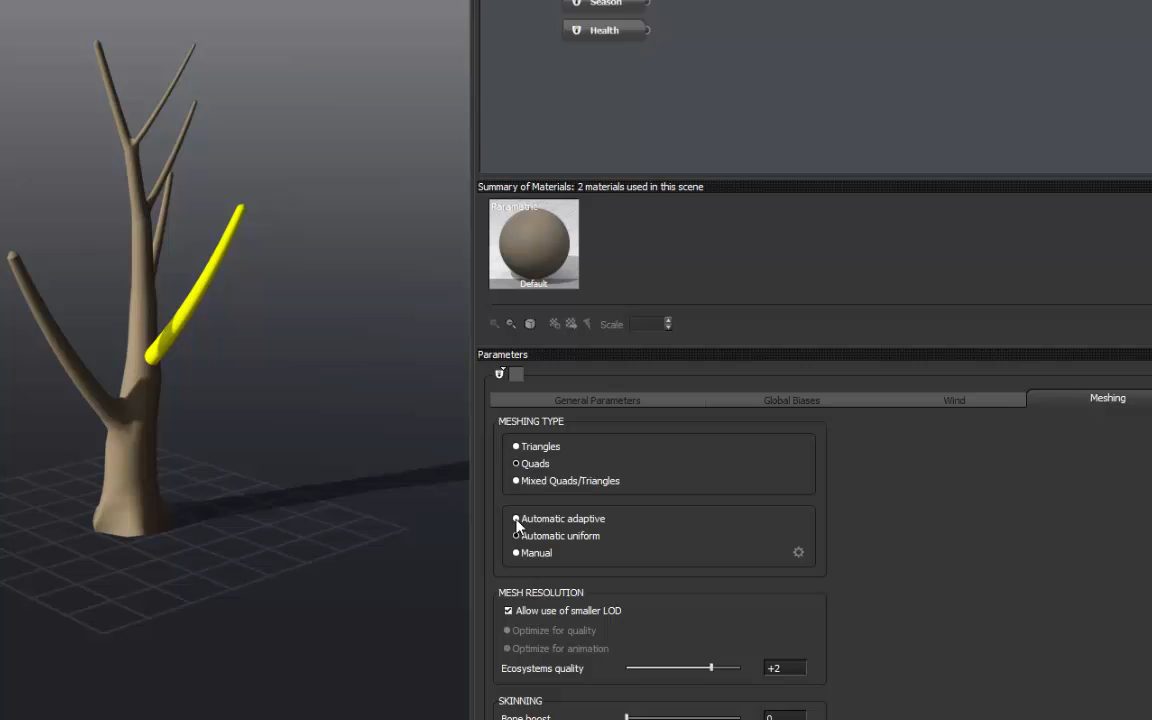 Season
Health
Summary of Materials: 2 materials used in this scene
Parametric
Default
Scale
Parameters
General Parameters
Global Biases
Wind
Meshing
MESHING TYPE
Triangles
Quads
Mixed Quads/Triangles
Automatic adaptive
Automatic uniform
Manual
MESH RESOLUTION
Allow use of smaller LOD
Optimize for quality
Optimize for animation
Ecosystems quality +2
SKINNING
Bone boost 0